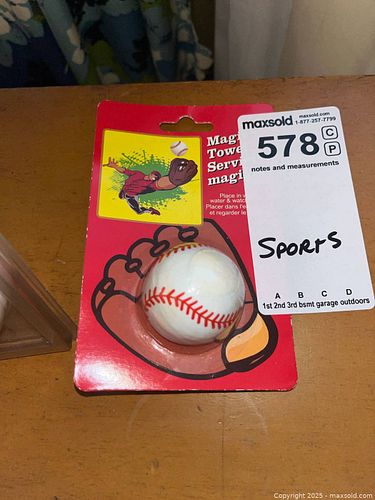 Mag
Towe
Servi
magi
Place in
water & watc
Placer dans l'e
et regarder le
maxsold
maxsold.com
1-877-257-7799
578
C
P
notes and measurements
SPORTS
A B C D
1st 2nd 3rd bsmt garage outdoors
Copyright 2025 - maxsold.com